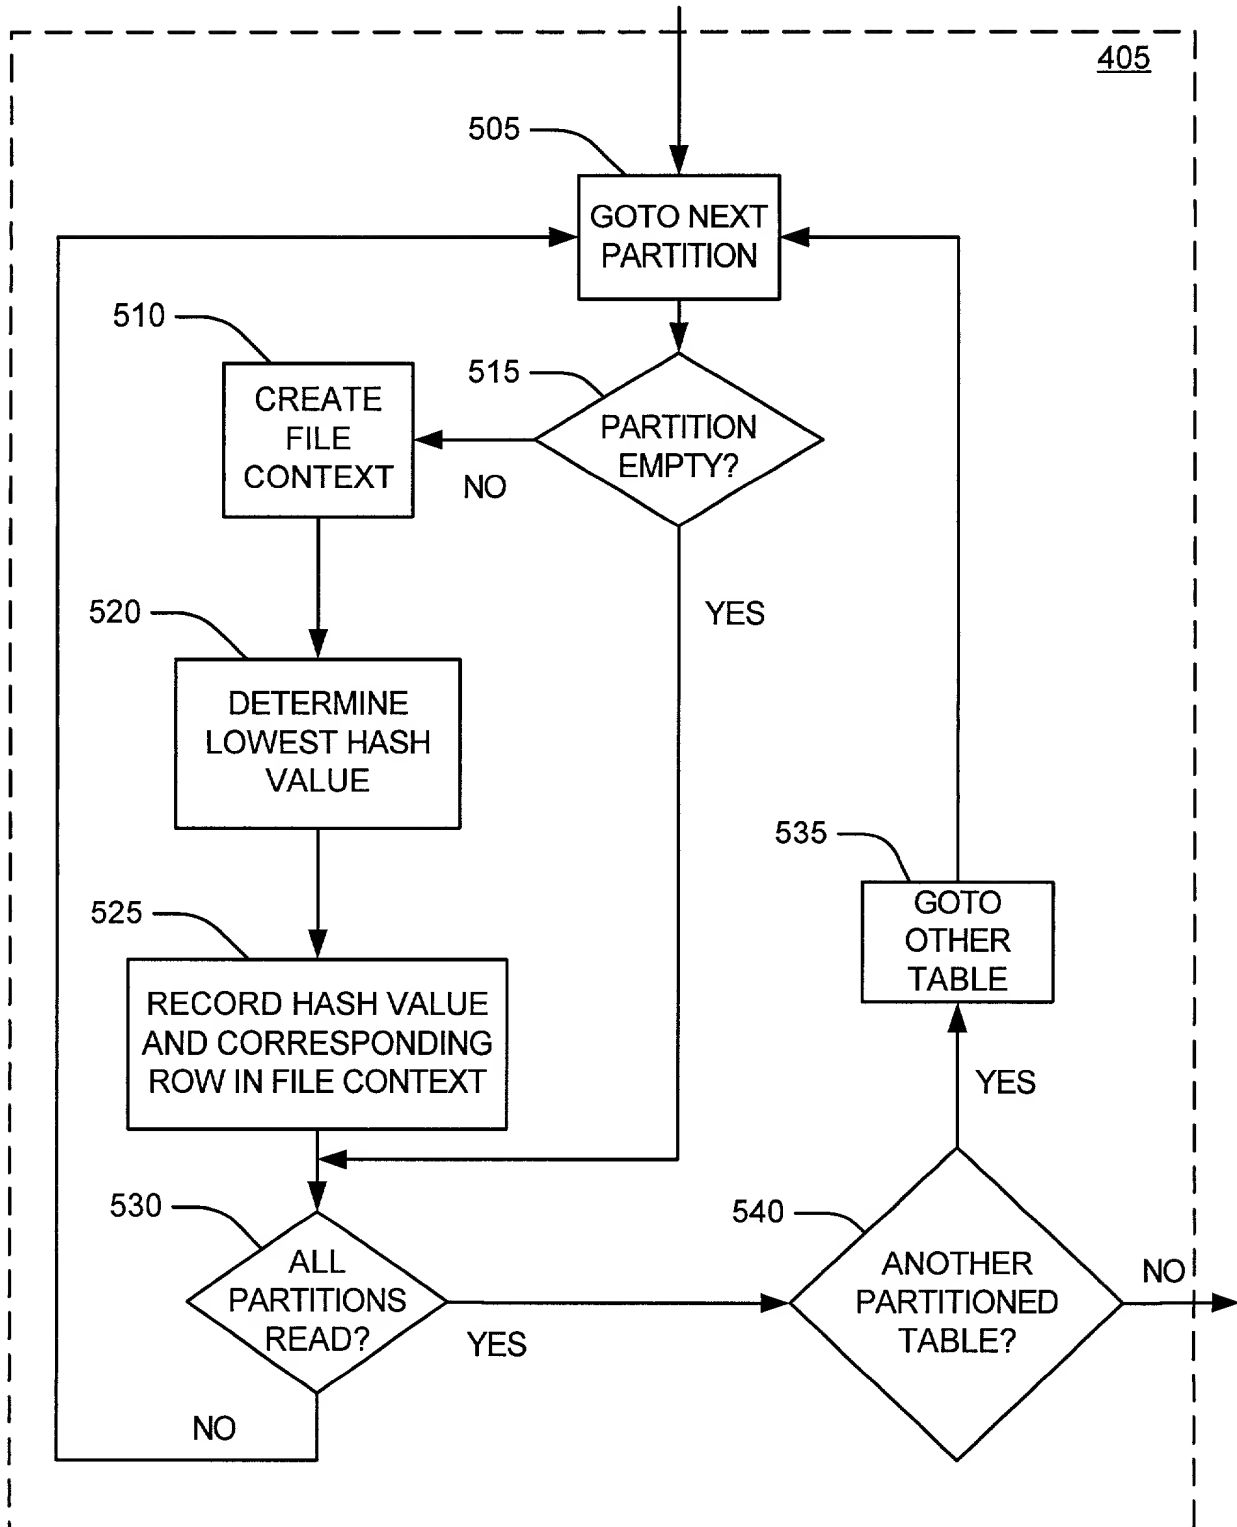 405
505
GOTO NEXT
PARTITION
510
CREATE
FILE
CONTEXT
515
PARTITION
EMPTY?
NO
YES
520
DETERMINE
LOWEST HASH
VALUE
525
RECORD HASH VALUE
AND CORRESPONDING
ROW IN FILE CONTEXT
535
GOTO
OTHER
TABLE
YES
530
ALL
PARTITIONS
READ?
YES
NO
540
ANOTHER
PARTITIONED
TABLE?
NO